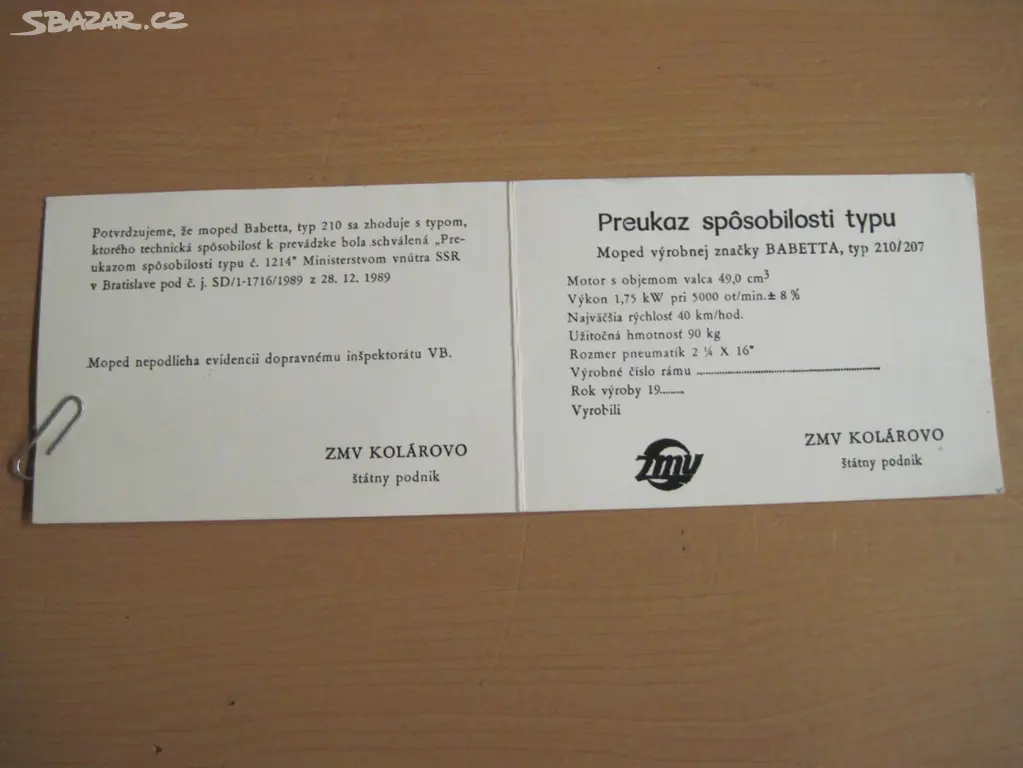 SBAZAR.CZ
Potvrdzujeme, že moped Babetta, typ 210 sa zhoduje s typom,
ktorého technická spôsobilosť k prevádzke bola schválená „Pre-
ukazom spôsobilosti typu č. 1214" Ministerstvom vnútra SSR
v Bratislave pod č. j. SD/1-1716/1989 z 28. 12. 1989
Moped nepodlieha evidencii dopravnému inšpektorátu VB.
ZMV KOLÁROVO
štátny podnik
Preukaz spôsobilosti typu
Moped výrobnej značky BABETTA, typ 210/207
Motor s objemom valca 49,0 cm³
Výkon 1,75 kW pri 5000 ot/min.± 8 %
Najväčšia rýchlosť 40 km/hod.
Užitočná hmotnosť 90 kg
Rozmer pneumatík 2 ¼ X 16"
Výrobné číslo rámu ........................................
Rok výroby 19........
Vyrobili
zmv
ZMV KOLÁROVO
štátny podnik